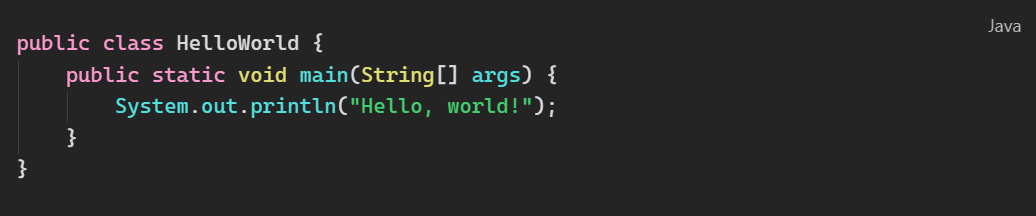 Java
public class HelloWorld {
    public static void main(String[] args) {
        System.out.println("Hello, world!");
    }
}